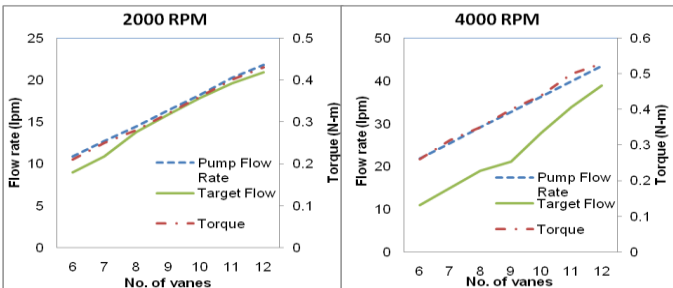 2000 RPM
25
20
15
10
5
0
Flow rate (lpm)
0.5
0.4
0.3
0.2
0.1
0
Torque (N-m)
Pump Flow
Rate
Target Flow
Torque
6 7 8 9 10 11 12
No. of vanes
4000 RPM
50
40
30
20
10
0
Flow rate (lpm)
0.6
0.5
0.4
0.3
0.2
0.1
0
Torque (N-m)
Pump Flow
Rate
Target Flow
Torque
6 7 8 9 10 11 12
No. of vanes